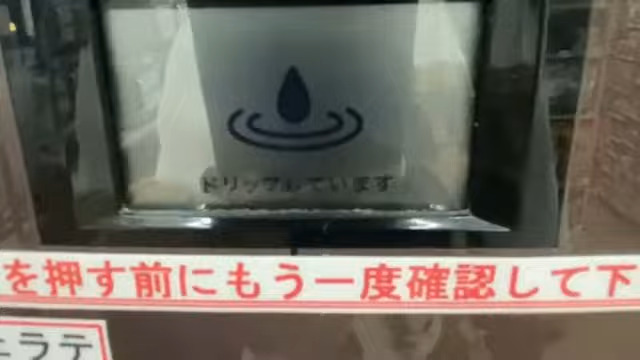 ドリップしています
を押す前にもう一度確認して下
ェラテ